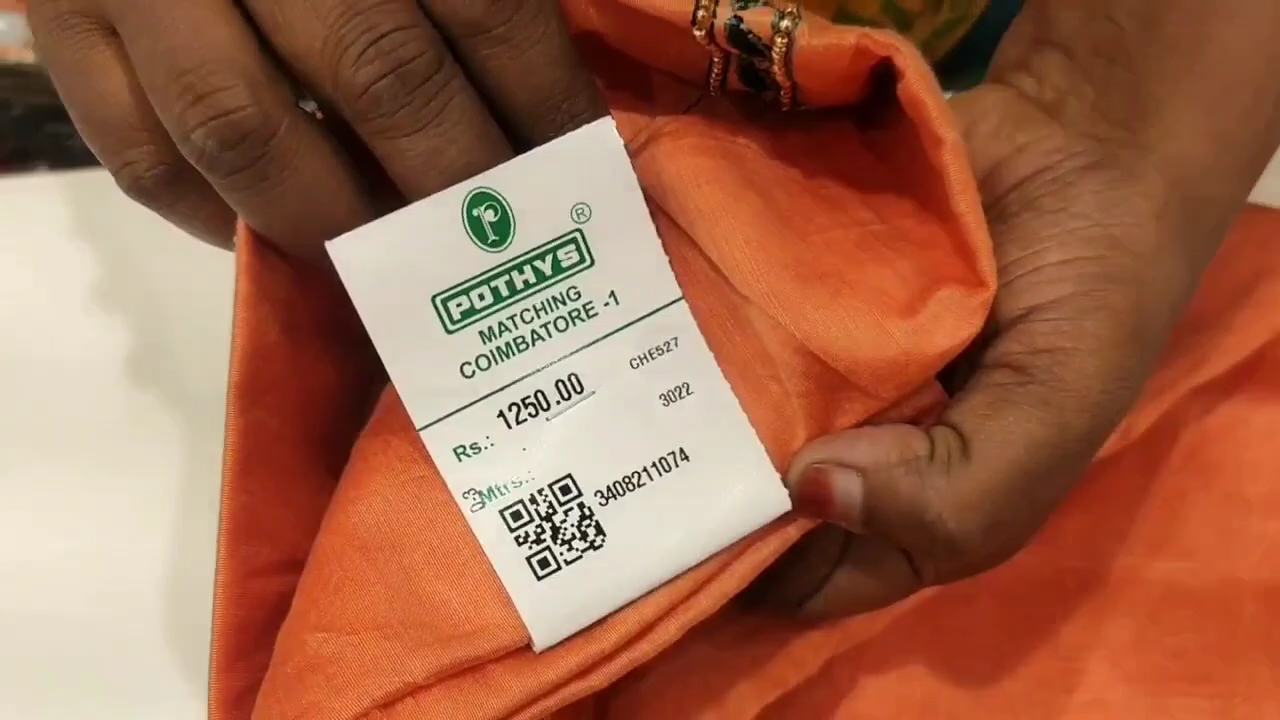 P
®
POTHYS
MATCHING
COIMBATORE -1
CHE527
Rs.: 1250.00
3022
Mtrs.:
3408211074